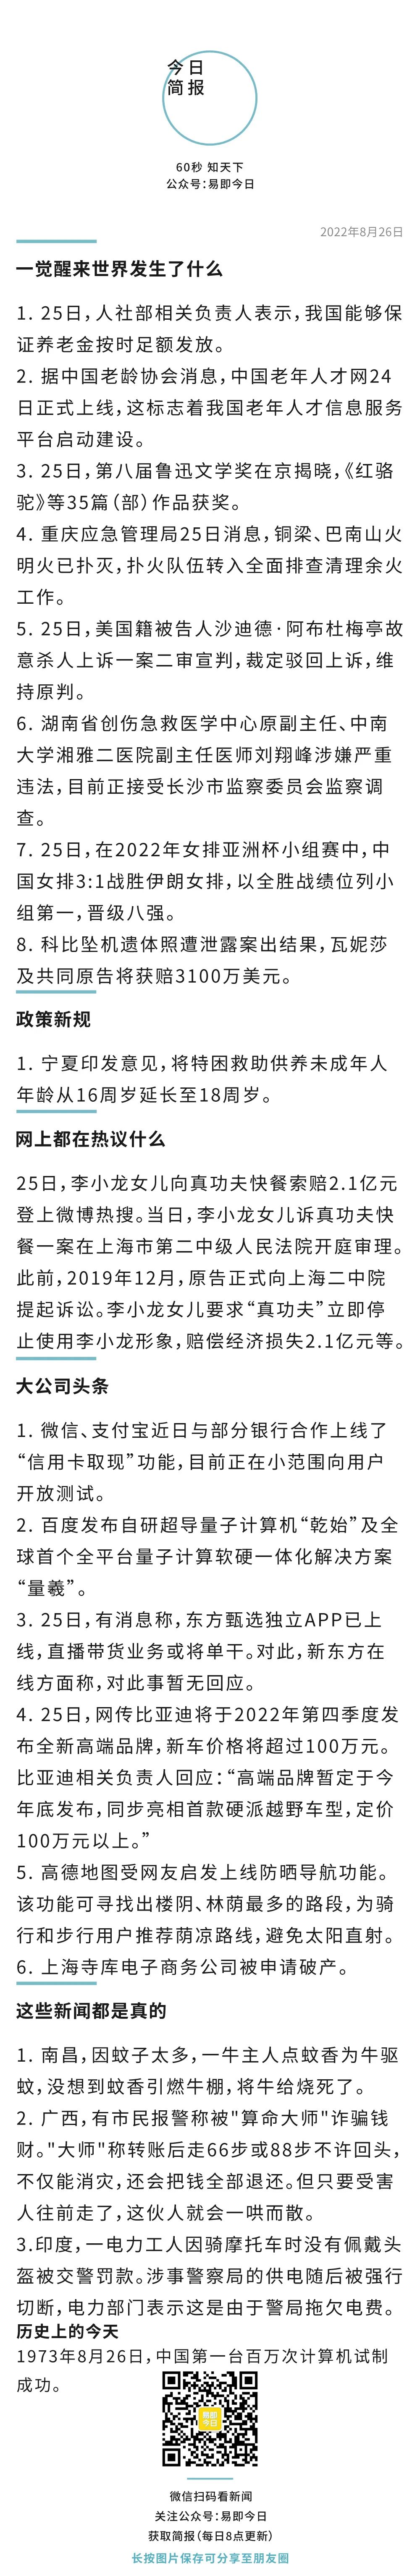 今日
简报
60秒 知天下
公众号：易即今日
2022年8月26日
一觉醒来世界发生了什么
1. 25日，人社部相关负责人表示，我国能够保
证养老金按时足额发放。
2. 据中国老龄协会消息，中国老年人才网24
日正式上线，这标志着我国老年人才信息服务
平台启动建设。
3. 25日，第八届鲁迅文学奖在京揭晓，《红骆
驼》等35篇（部）作品获奖。
4. 重庆应急管理局25日消息，铜梁、巴南山火
明火已扑灭，扑火队伍转入全面排查清理余火
工作。
5. 25日，美国籍被告人沙迪德·阿布杜梅亭故
意杀人上诉一案二审宣判，裁定驳回上诉，维
持原判。
6. 湖南省创伤急救医学中心原副主任、中南
大学湘雅二医院副主任医师刘翔峰涉嫌严重
违法，目前正接受长沙市监察委员会监察调
查。
7. 25日，在2022年女排亚洲杯小组赛中，中
国女排3:1战胜伊朗女排，以全胜战绩位列小
组第一，晋级八强。
8. 科比坠机遗体照遭泄露案出结果，瓦妮莎
及共同原告将获赔3100万美元。
政策新规
1. 宁夏印发意见，将特困救助供养未成年人
年龄从16周岁延长至18周岁。
网上都在热议什么
25日，李小龙女儿向真功夫快餐索赔2.1亿元
登上微博热搜。当日，李小龙女儿诉真功夫快
餐一案在上海市第二中级人民法院开庭审理。
此前，2019年12月，原告正式向上海二中院
提起诉讼。李小龙女儿要求“真功夫”立即停
止使用李小龙形象，赔偿经济损失2.1亿元等。
大公司头条
1. 微信、支付宝近日与部分银行合作上线了
“信用卡取现”功能，目前正在小范围向用户
开放测试。
2. 百度发布自研超导量子计算机“乾始”及全
球首个全平台量子计算软硬一体化解决方案
“量羲”。
3. 25日，有消息称，东方甄选独立APP已上
线，直播带货业务或将单干。对此，新东方在
线方面称，对此事暂无回应。
4. 25日，网传比亚迪将于2022年第四季度发
布全新高端品牌，新车价格将超过100万元。
比亚迪相关负责人回应：“高端品牌暂定于今
年底发布，同步亮相首款硬派越野车型，定价
100万元以上。”
5. 高德地图受网友启发上线防晒导航功能。
该功能可寻找出楼阴、林荫最多的路段，为骑
行和步行用户推荐荫凉路线，避免太阳直射。
6. 上海寺库电子商务公司被申请破产。
这些新闻都是真的
1. 南昌，因蚊子太多，一牛主人点蚊香为牛驱
蚊，没想到蚊香引燃牛棚，将牛给烧死了。
2. 广西，有市民报警称被"算命大师"诈骗钱
财。"大师"称转账后走66步或88步不许回头，
不仅能消灾，还会把钱全部退还。但只要受害
人往前走了，这伙人就会一哄而散。
3.印度，一电力工人因骑摩托车时没有佩戴头
盔被交警罚款。涉事警察局的供电随后被强行
切断，电力部门表示这是由于警局拖欠电费。
历史上的今天
1973年8月26日，中国第一台百万次计算机试制
成功。
易即
今日
微信扫码看新闻
关注公众号：易即今日
获取简报（每日8点更新）
长按图片保存可分享至朋友圈